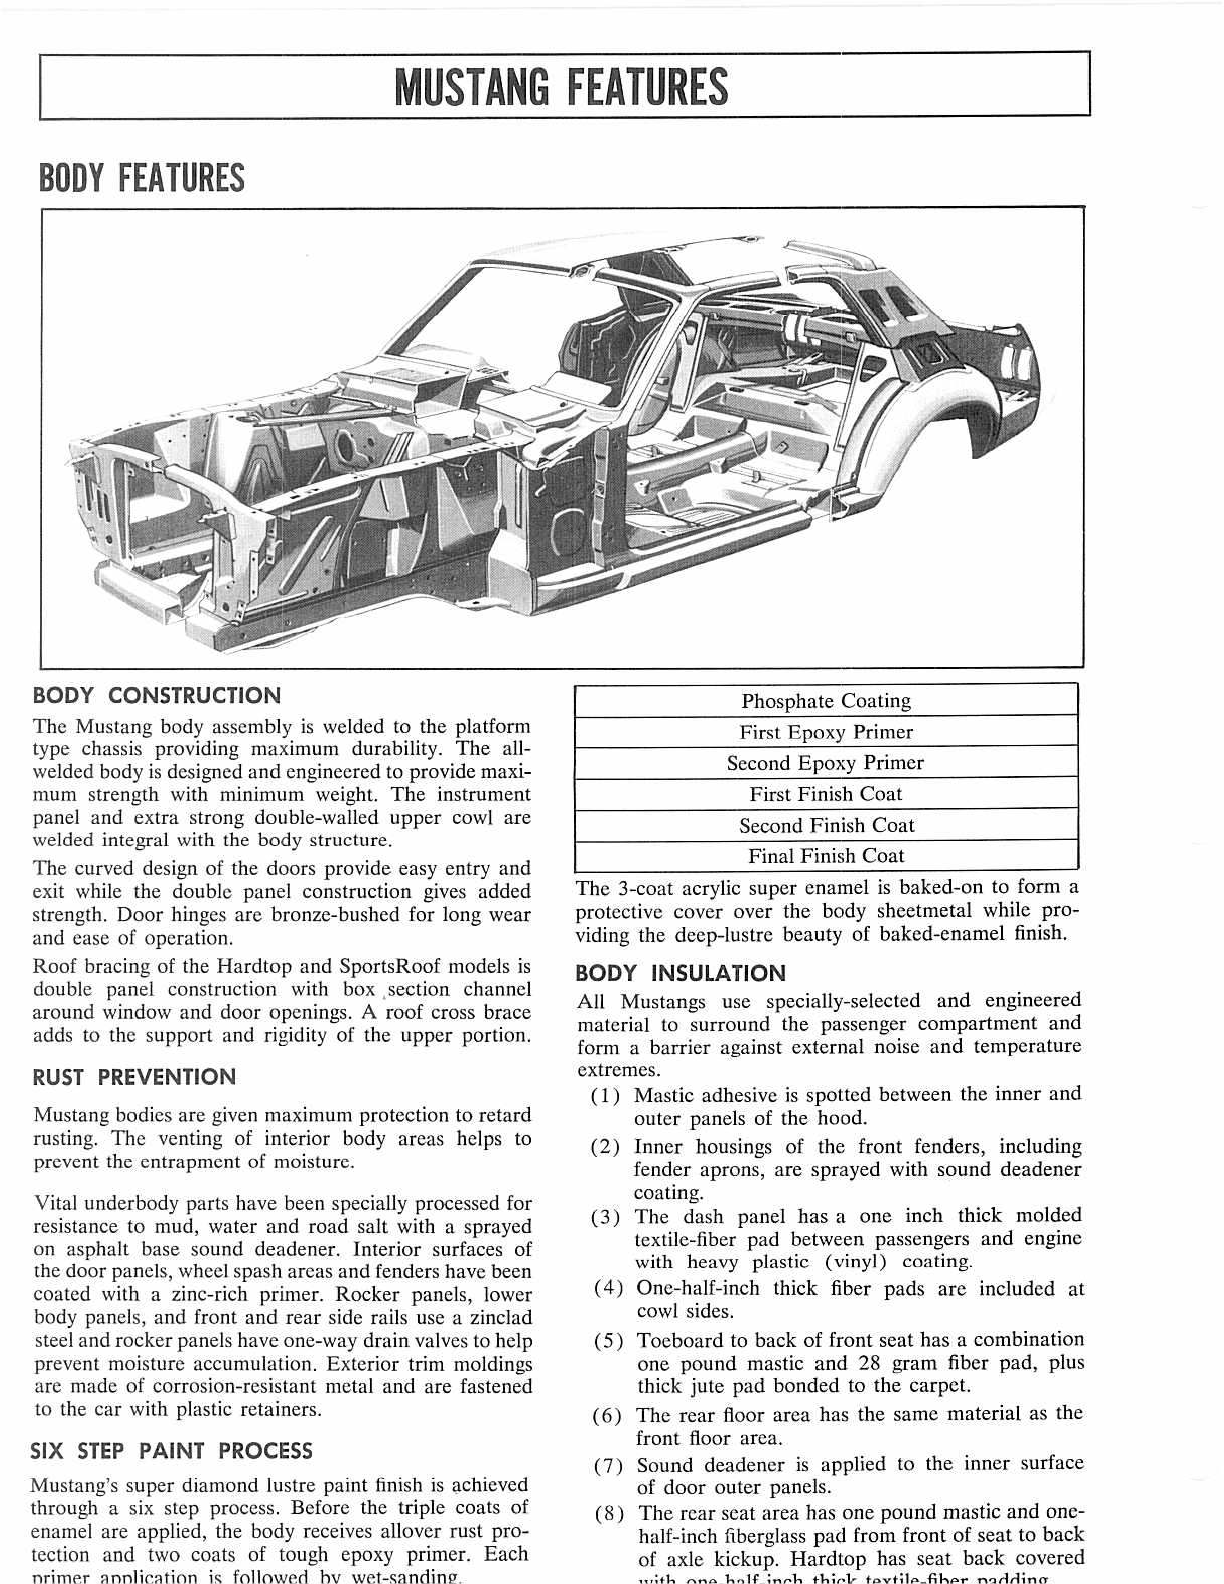 MUSTANG FEATURES
BODY FEATURES
BODY CONSTRUCTION
The Mustang body assembly is welded to the platform
type chassis providing maximum durability. The all-
welded body is designed and engineered to provide maxi-
mum strength with minimum weight. The instrument
panel and extra strong double-walled upper cowl are
welded integral with the body structure.
The curved design of the doors provide easy entry and
exit while the double panel construction gives added
strength. Door hinges are bronze-bushed for long wear
and ease of operation.
Roof bracing of the Hardtop and SportsRoof models is
double panel construction with box section channel
around window and door openings. A roof cross brace
adds to the support and rigidity of the upper portion.
RUST PREVENTION
Mustang bodies are given maximum protection to retard
rusting. The venting of interior body areas helps to
prevent the entrapment of moisture.
Vital underbody parts have been specially processed for
resistance to mud, water and road salt with a sprayed
on asphalt base sound deadener. Interior surfaces of
the door panels, wheel spash areas and fenders have been
coated with a zinc-rich primer. Rocker panels, lower
body panels, and front and rear side rails use a zinclad
steel and rocker panels have one-way drain valves to help
prevent moisture accumulation. Exterior trim moldings
are made of corrosion-resistant metal and are fastened
to the car with plastic retainers.
SIX STEP PAINT PROCESS
Mustang's super diamond lustre paint finish is achieved
through a six step process. Before the triple coats of
enamel are applied, the body receives allover rust pro-
tection and two coats of tough epoxy primer. Each
primer application is followed by wet-sanding.
Phosphate Coating
First Epoxy Primer
Second Epoxy Primer
First Finish Coat
Second Finish Coat
Final Finish Coat
The 3-coat acrylic super enamel is baked-on to form a
protective cover over the body sheetmetal while pro-
viding the deep-lustre beauty of baked-enamel finish.
BODY INSULATION
All Mustangs use specially-selected and engineered
material to surround the passenger compartment and
form a barrier against external noise and temperature
extremes.
(1) Mastic adhesive is spotted between the inner and
outer panels of the hood.
(2) Inner housings of the front fenders, including
fender aprons, are sprayed with sound deadener
coating.
(3) The dash panel has a one inch thick molded
textile-fiber pad between passengers and engine
with heavy plastic (vinyl) coating.
(4) One-half-inch thick fiber pads are included at
cowl sides.
(5) Toeboard to back of front seat has a combination
one pound mastic and 28 gram fiber pad, plus
thick jute pad bonded to the carpet.
(6) The rear floor area has the same material as the
front floor area.
(7) Sound deadener is applied to the inner surface
of door outer panels.
(8) The rear seat area has one pound mastic and one-
half-inch fiberglass pad from front of seat to back
of axle kickup. Hardtop has seat back covered
with one-half inch thick textile-fiber padding